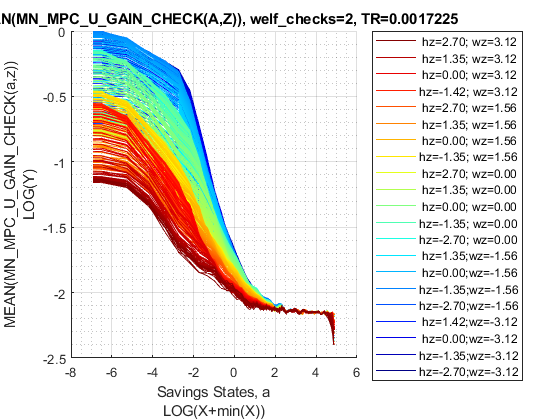 N(MN_MPC_U_GAIN_CHECK(A,Z)), welf_checks=2, TR=0.0017225
MEAN(MN_MPC_U_GAIN_CHECK(a,z))
LOG(Y)
0
-0.5
-1
-1.5
-2
-2.5
-8
-6
-4
-2
0
2
4
6
Savings States, a
LOG(X+min(X))
hz=2.70; wz=3.12
hz=1.35; wz=3.12
hz=0.00; wz=3.12
hz=-1.42; wz=3.12
hz=2.70; wz=1.56
hz=1.35; wz=1.56
hz=0.00; wz=1.56
hz=-1.35; wz=1.56
hz=2.70; wz=0.00
hz=1.35; wz=0.00
hz=0.00; wz=0.00
hz=-1.35; wz=0.00
hz=-2.70; wz=0.00
hz=1.35;wz=-1.56
hz=0.00;wz=-1.56
hz=-1.35;wz=-1.56
hz=-2.70;wz=-1.56
hz=1.42;wz=-3.12
hz=0.00;wz=-3.12
hz=-1.35;wz=-3.12
hz=-2.70;wz=-3.12